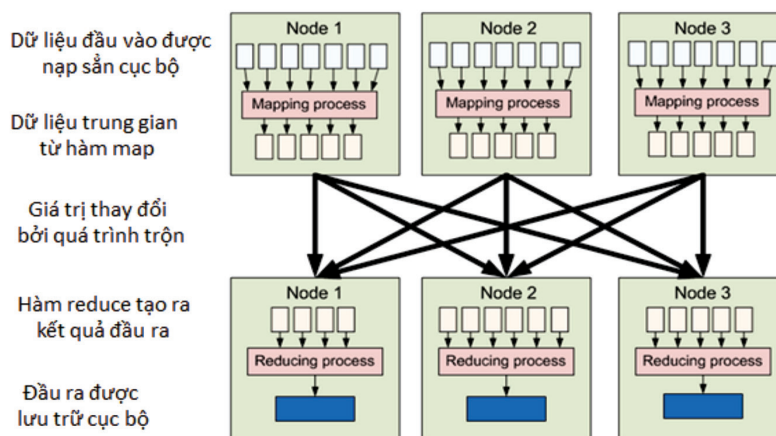 Dữ liệu đầu vào được
nạp sẳn cục bộ
Node 1
Node 2
Node 3
Mapping process
Mapping process
Mapping process
Dữ liệu trung gian
từ hàm map
Giá trị thay đổi
bởi quá trình trộn
Node 1
Node 2
Node 3
Hàm reduce tạo ra
kết quả đầu ra
Reducing process
Reducing process
Reducing process
Đầu ra được
lưu trữ cục bộ